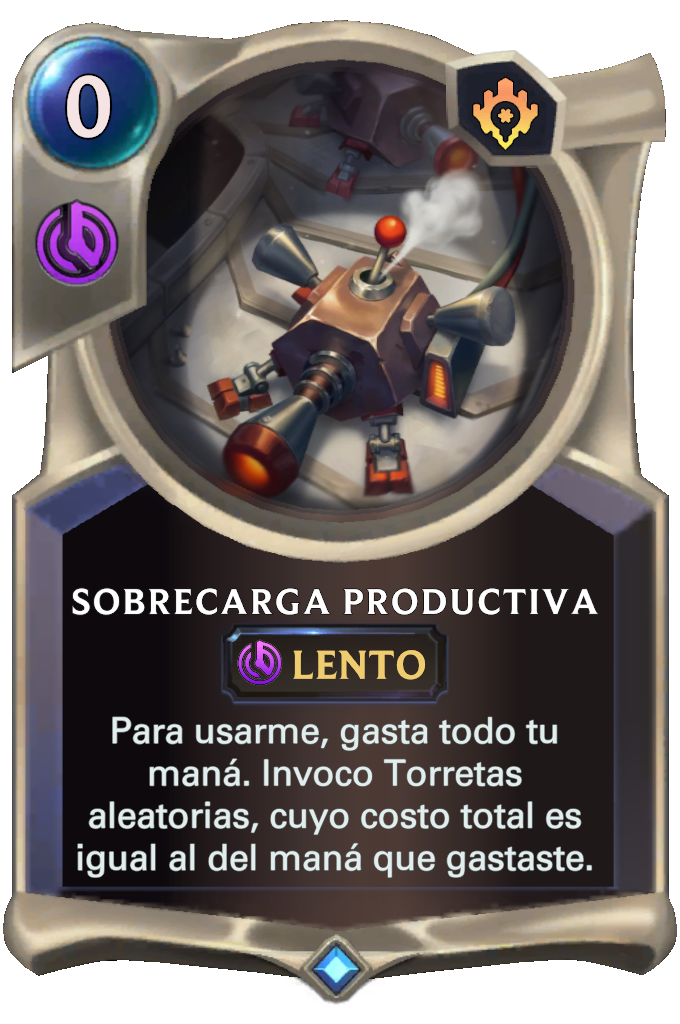 0
SOBRECARGA PRODUCTIVA
LENTO
Para usarme, gasta todo tu
maná. Invoco Torretas
aleatorias, cuyo costo total es
igual al del maná que gastaste.